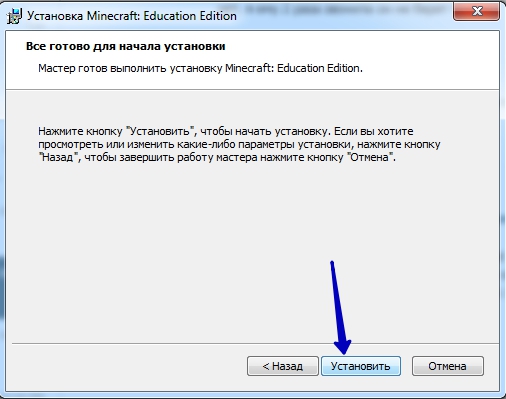 Установка Minecraft: Education Edition
Все готово для начала установки
Мастер готов выполнить установку Minecraft: Education Edition.
Нажмите кнопку "Установить", чтобы начать установку. Если вы хотите
просмотреть или изменить какие-либо параметры установки, нажмите кнопку
"Назад", чтобы завершить работу мастера нажмите кнопку "Отмена".
< Назад
Установить
Отмена